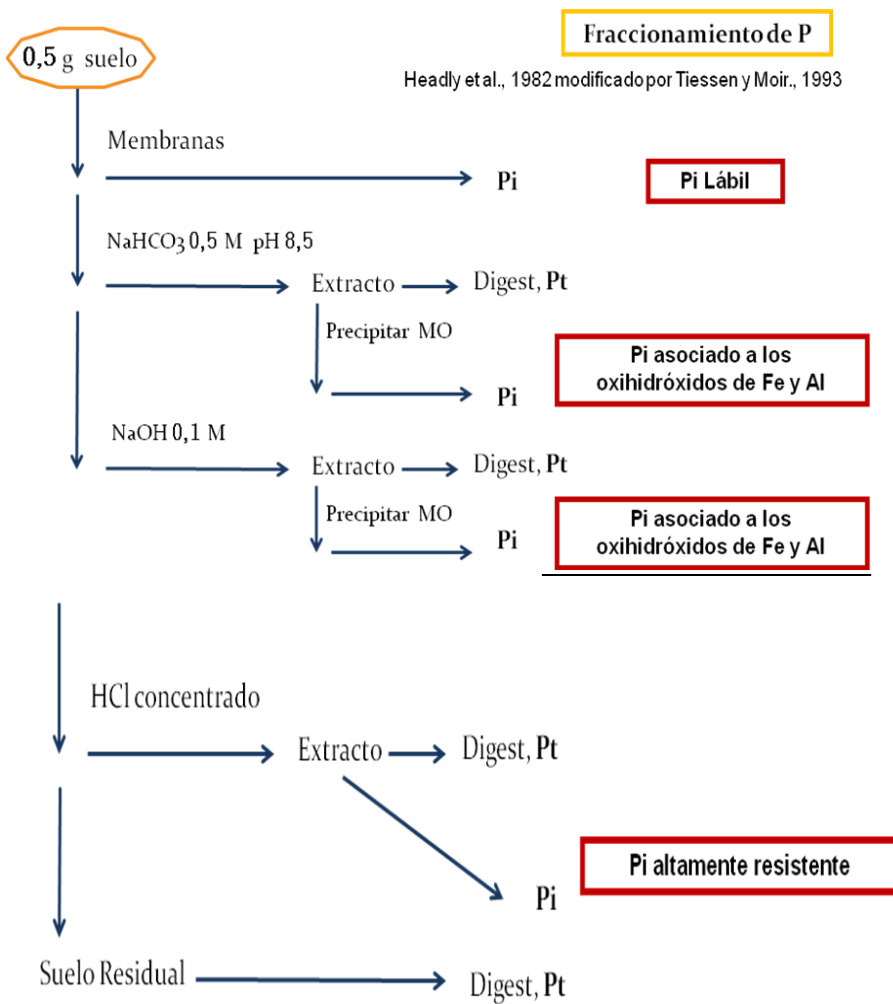 Fraccionamiento de P
0,5 g suelo
Headly et al., 1982 modificado por Tiessen y Moir., 1993
Membranas
Pi
Pi Lábil
NaHCO3 0,5 M pH 8,5
Extracto
Digest, Pt
Precipitar MO
Pi
Pi asociado a los
oxihidróxidos de Fe y Al
NaOH 0,1 M
Extracto
Digest, Pt
Precipitar MO
Pi
Pi asociado a los
oxihidróxidos de Fe y Al
HCl concentrado
Extracto
Digest, Pt
Pi
Pi altamente resistente
Suelo Residual
Digest, Pt